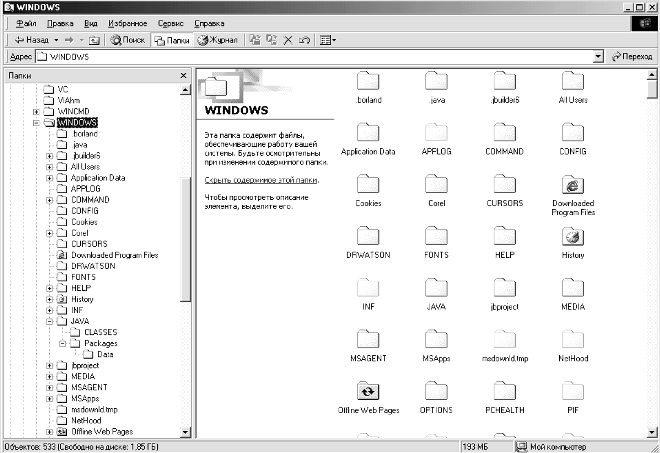 WINDOWS
Файл Правка Вид Избранное Сервис Справка
Назад Поиск Папки Журнал
Адрес WINDOWS Переход
Папки
VC
VIAhm
WINCMD
WINDOWS
.borland
.java
.jbuilder6
All Users
Application Data
APPLOG
COMMAND
CONFIG
Cookies
Corel
CURSORS
Downloaded Program Files
DRWATSON
FONTS
HELP
History
INF
JAVA
CLASSES
Packages
Data
jbproject
MEDIA
MSAGENT
MSApps
msdownld.tmp
NetHood
Offline Web Pages
WINDOWS
Эта папка содержит файлы,
обеспечивающие работу вашей
системы. Будьте осмотрительны
при изменении содержимого папки.
Скрыть содержимое этой папки.
Чтобы просмотреть описание
элемента, выделите его.
.borland .java .jbuilder6 All Users
Application Data APPLOG COMMAND CONFIG
Cookies Corel CURSORS Downloaded
Program Files
DRWATSON FONTS HELP History
INF JAVA jbproject MEDIA
MSAGENT MSApps msdownld.tmp NetHood
Offline Web Pages OPTIONS PCHEALTH PIF
Объектов: 533 (Свободно на диске: 1,85 ГБ) 193 МБ Мой компьютер